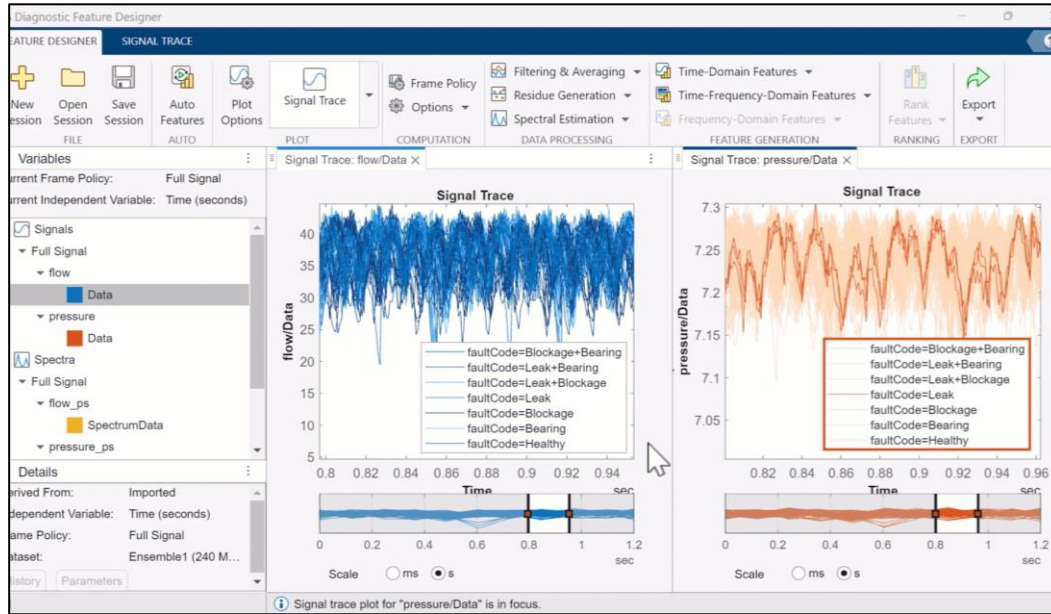 Diagnostic Feature Designer
FEATURE DESIGNER
SIGNAL TRACE
New Session
Open Session
Save Session
FILE
Auto Features
AUTO
Plot Options
Signal Trace
PLOT
Frame Policy
Options
COMPUTATION
Filtering & Averaging
Residue Generation
Spectral Estimation
DATA PROCESSING
Time-Domain Features
Time-Frequency-Domain Features
Frequency-Domain Features
FEATURE GENERATION
Rank Features
RANKING
Export
EXPORT
Variables
urrent Frame Policy: Full Signal
urrent Independent Variable: Time (seconds)
Signals
Full Signal
flow
Data
pressure
Data
Spectra
Full Signal
flow_ps
SpectrumData
pressure_ps
Details
erived From: Imported
dependent Variable: Time (seconds)
ame Policy: Full Signal
ataset: Ensemble1 (240 M...
istory
Parameters
Signal Trace: flow/Data
Signal Trace
flow/Data
40
35
30
25
20
15
10
5
faultCode=Blockage+Bearing
faultCode=Leak+Bearing
faultCode=Leak+Blockage
faultCode=Leak
faultCode=Blockage
faultCode=Bearing
faultCode=Healthy
0.8 0.82 0.84 0.86 0.88 0.9 0.92 0.94
Time sec
0 0.2 0.4 0.6 0.8 1 1.2
sec
Scale ms s
Signal Trace: pressure/Data
Signal Trace
pressure/Data
7.3
7.25
7.2
7.15
7.1
7.05
faultCode=Blockage+Bearing
faultCode=Leak+Bearing
faultCode=Leak+Blockage
faultCode=Leak
faultCode=Blockage
faultCode=Bearing
faultCode=Healthy
0.82 0.84 0.86 0.88 0.9 0.92 0.94 0.96
Time sec
0 0.2 0.4 0.6 0.8 1 1.2
sec
Scale ms s
Signal trace plot for "pressure/Data" is in focus.